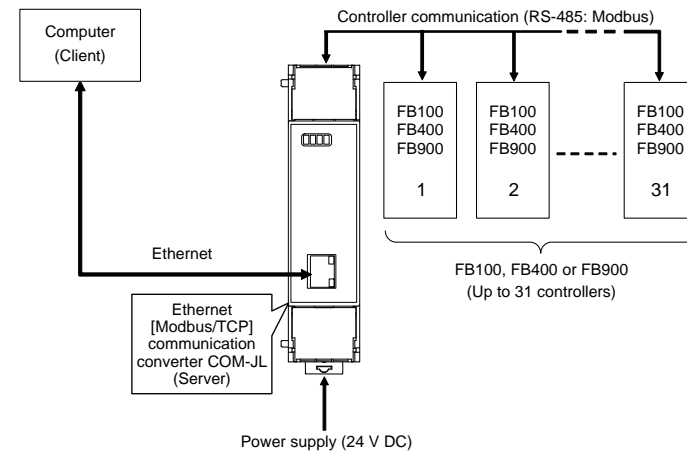 Controller communication (RS-485: Modbus)
Computer
(Client)
FB100
FB400
FB900
1
FB100
FB400
FB900
2
FB100
FB400
FB900
31
Ethernet
FB100, FB400 or FB900
(Up to 31 controllers)
Ethernet
[Modbus/TCP]
communication
converter COM-JL
(Server)
Power supply (24 V DC)